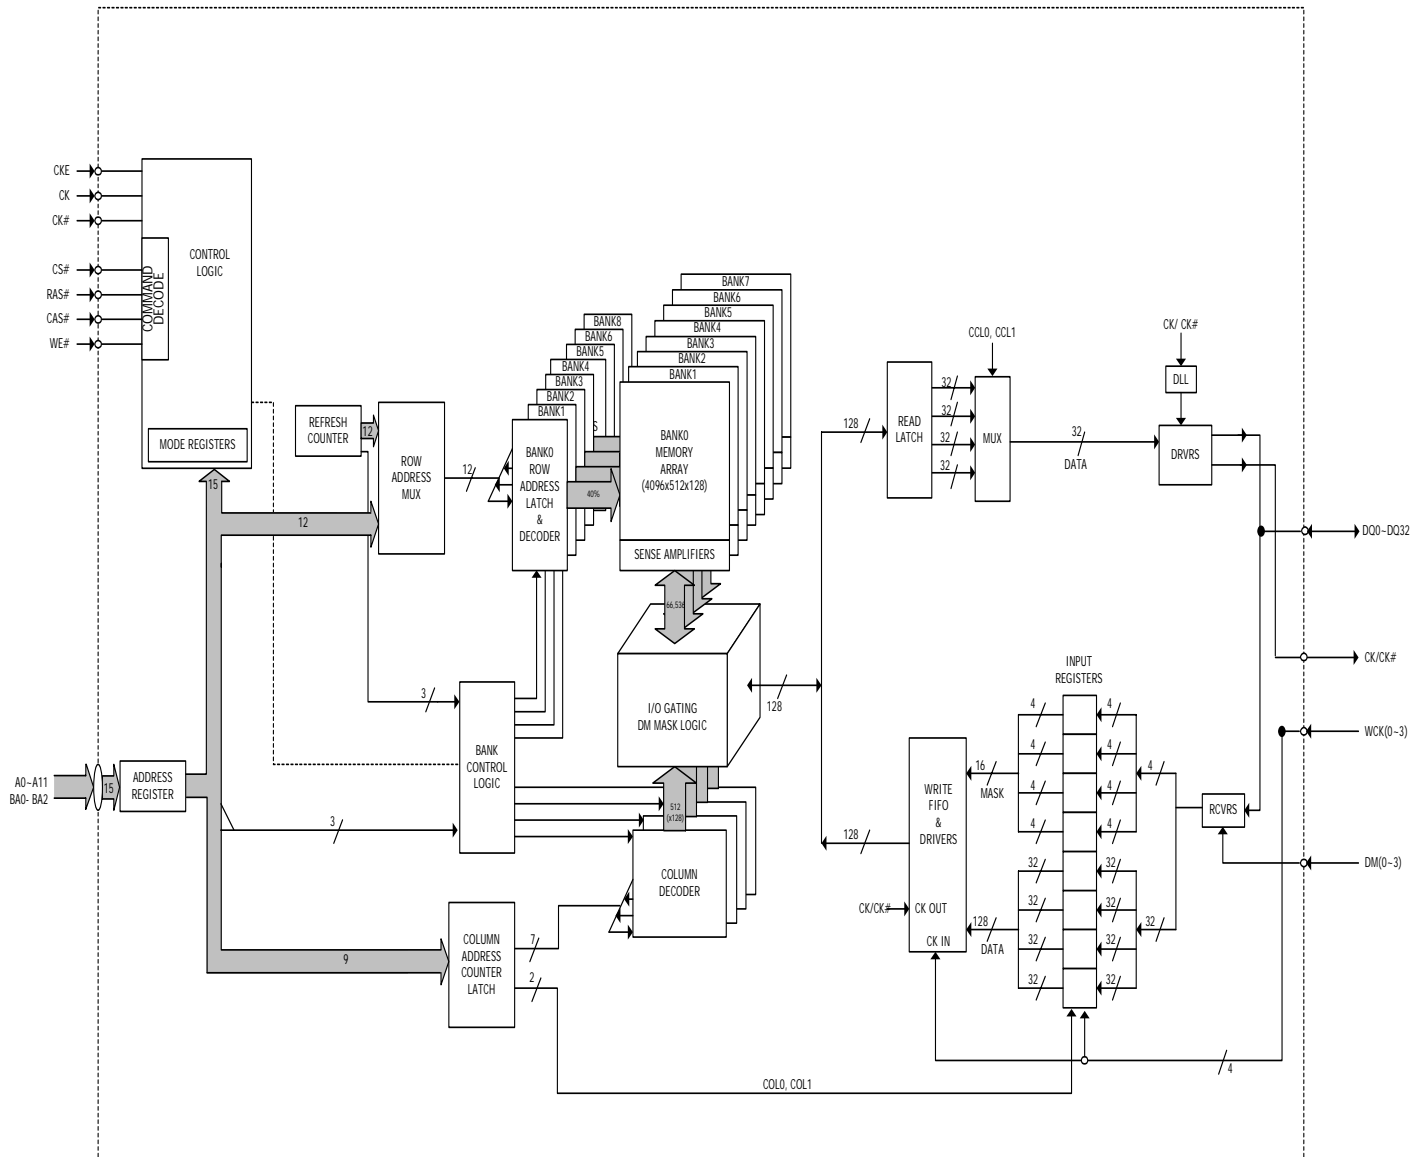 CKE
CK
CK#
CS#
RAS#
CAS#
WE#
CONTROL
LOGIC
COMMAND
DECODE
MODE REGISTERS
15
REFRESH
COUNTER
12
ROW
ADDRESS
MUX
12
12
BANK8
BANK6
BANK5
BANK4
BANK3
BANK2
BANK1
S
BANK0
ROW
ADDRESS
LATCH
&
DECODER
40%
BANK7
BANK6
BANK5
BANK4
BANK3
BANK2
BANK1
BANK0
MEMORY
ARRAY
(4096x512x128)
SENSE AMPLIFIERS
66,536
I/O GATING
DM MASK LOGIC
128
128
READ
LATCH
32
32
32
32
CCL0, CCL1
MUX
32
DATA
CK/ CK#
DLL
DRVRS
DQ0~DQ32
CK/CK#
WCK(0~3)
DM(0~3)
RCVRS
INPUT
REGISTERS
4
4
4
4
4
4
4
4
4
32
32
32
32
32
32
32
32
32
16
MASK
128
DATA
WRITE
FIFO
&
DRIVERS
CK/CK#
CK OUT
CK IN
128
4
A0~A11
BA0- BA2
15
ADDRESS
REGISTER
3
3
BANK
CONTROL
LOGIC
512
(x128)
COLUMN
DECODER
9
COLUMN
ADDRESS
COUNTER
LATCH
7
2
COL0, COL1